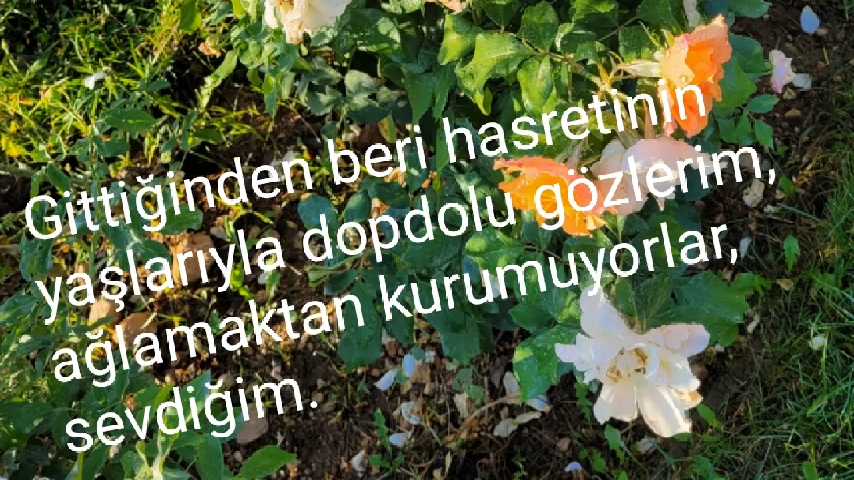 Gittiğinden beri hasretinin
yaşlarıyla dopdolu gözlerim,
ağlamaktan kurumuyorlar,
sevdiğim.